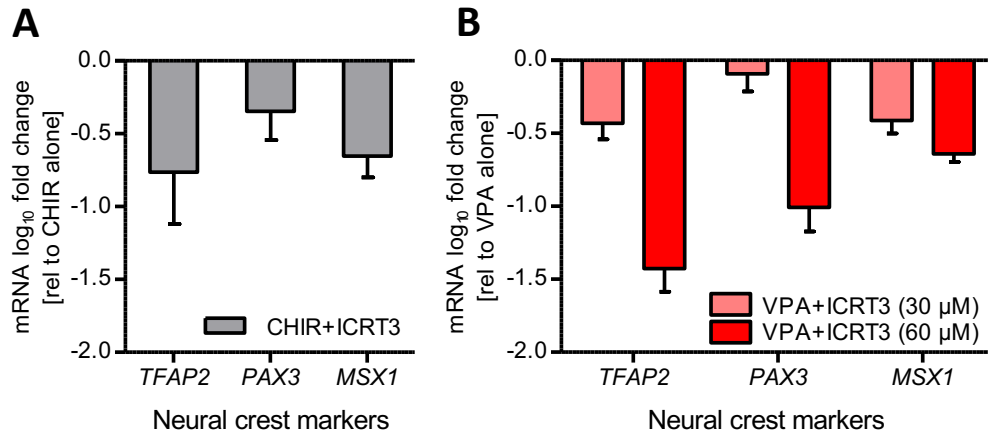 A
mRNA log₁₀ fold change
[rel to CHIR alone]
0.0
-0.5
-1.0
-1.5
-2.0
CHIR+ICRT3
TFAP2 PAX3 MSX1
Neural crest markers
B
mRNA log₁₀ fold change
[rel to VPA alone]
0.0
-0.5
-1.0
-1.5
-2.0
VPA+ICRT3 (30 µM)
VPA+ICRT3 (60 µM)
TFAP2 PAX3 MSX1
Neural crest markers